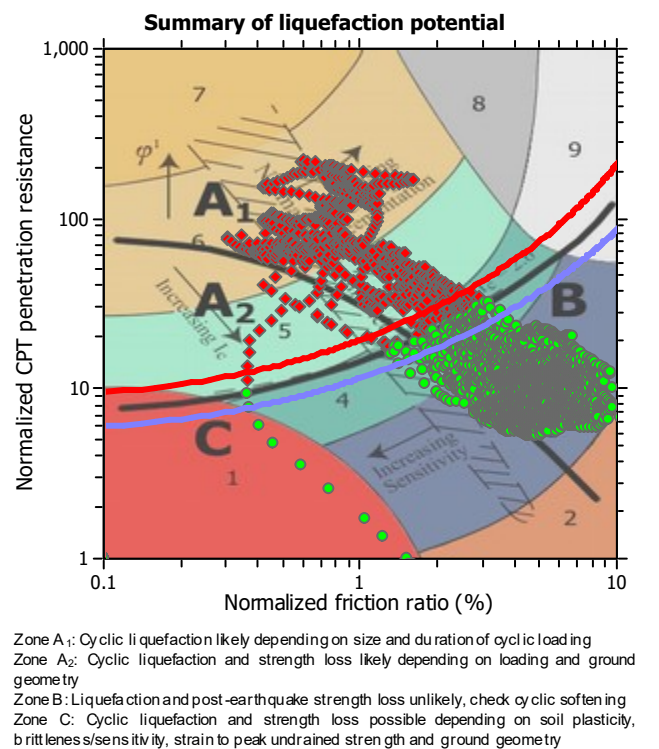 Summary of liquefaction potential
1,000
7
8
9
φ'
A1
100
6
A2
5
Increasing Ic
B
10
4
C
Increasing
Sensitivity
1
2
1
0.1
1
10
Normalized CPT penetration resistance
Normalized friction ratio (%)
Zone A1: Cyclic liquefaction likely depending on size and duration of cyclic loading
Zone A2: Cyclic liquefaction and strength loss likely depending on loading and ground
geometry
Zone B: Liquefaction and post-earthquake strength loss unlikely, check cyclic softening
Zone C: Cyclic liquefaction and strength loss possible depending on soil plasticity,
brittleness/sensitivity, strain to peak undrained strength and ground geometry